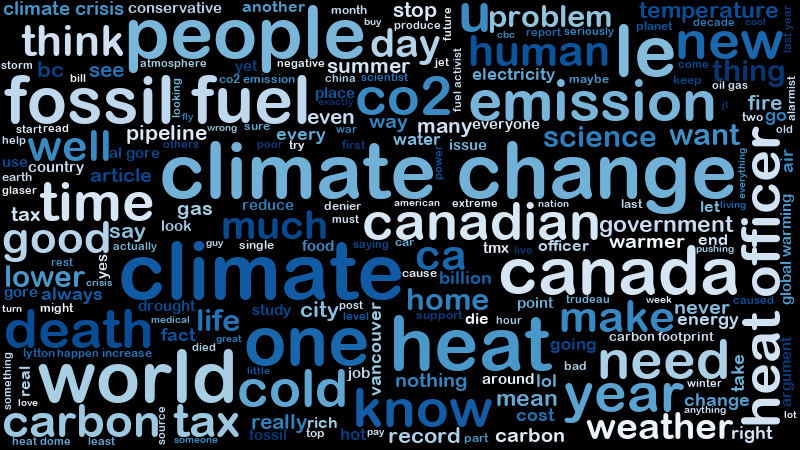 climate crisis
conservative
another
month
buy
stop
produce
future
u
problem
le
temperature
planet
decade
cool
last year
think
people
day
human
cbc
report
seriously
new
storm
bc
see
atmosphere
yet
negative
summer
jet
fuel activist
electricity
maybe
keep
come
thing
bill
co2 emission
china
scientist
place
exactly
co2
emission
oil gas
jt
two
fire
go
old
alarmist
fossil fuel
looking
fly
even
way
many
everyone
science
want
start
read
pipeline
wrong
sure
every
war
water
issue
help
well
al gore
others
poor
try
first
power
air
use
country
earth
glaser
article
climate change
everything
heat officer
tax
time
gas
reduce
denier
must
american
extreme
nation
last
let
living
global warming
good
say
look
much
canadian
government
actually
guy
single
food
saying
car
tmx
live
officer
warmer
end
pushing
rest
yes
climate
cause
ca
billion
canada
lower
crisis
gore
always
home
point
trudeau
week
never
caused
turn
might
drought
study
city
post
level
support
die
hour
make
energy
death
medical
life
fact
great
vancouver
heat
going
carbon footprint
argument
lytton
happen
increase
died
one
little
job
nothing
around
lol
bad
need
take
something
real
world
cold
know
mean
cost
year
winter
change
anything
love
carbon tax
source
really
rich
fossil
top
hot
pay
record
part
carbon
weather
right
lot
heat dome
least
someone